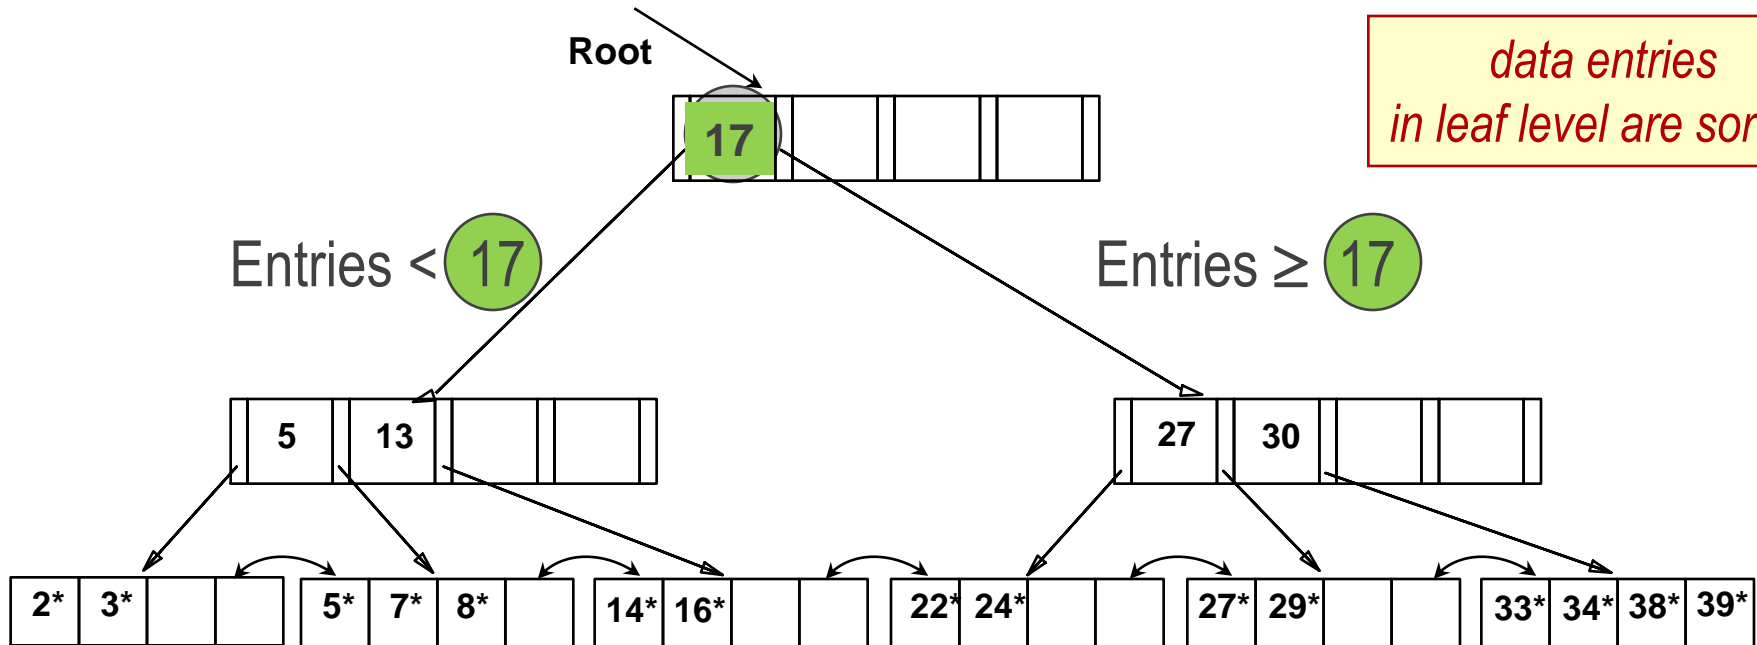 Root
data entries
in leaf level are sor
17
Entries < 17
Entries ≥ 17
5 13
27 30
2* 3*
5* 7* 8*
14* 16*
22* 24*
27* 29*
33* 34* 38* 39*